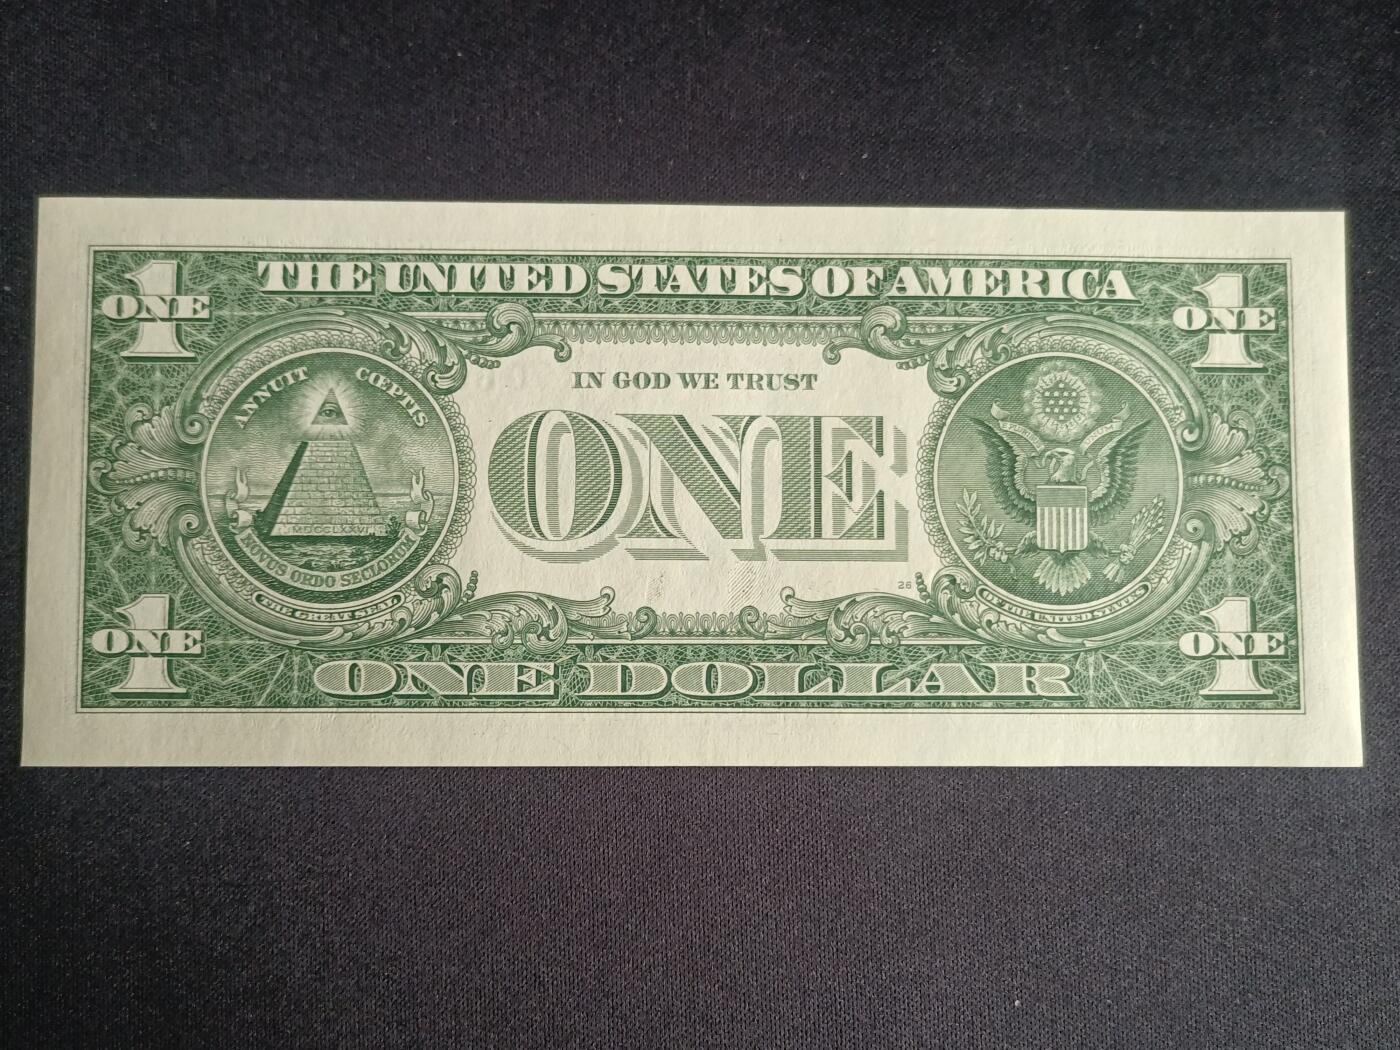 THE UNITED STATES OF AMERICA
1 ONE
1 ONE
IN GOD WE TRUST
ANNUIT CŒPTIS
ONE
MDCCLXXVI
NOVUS ORDO SECLORUM
THE GREAT SEAL
26
OF THE UNITED STATES
1 ONE
1 ONE
ONE DOLLAR